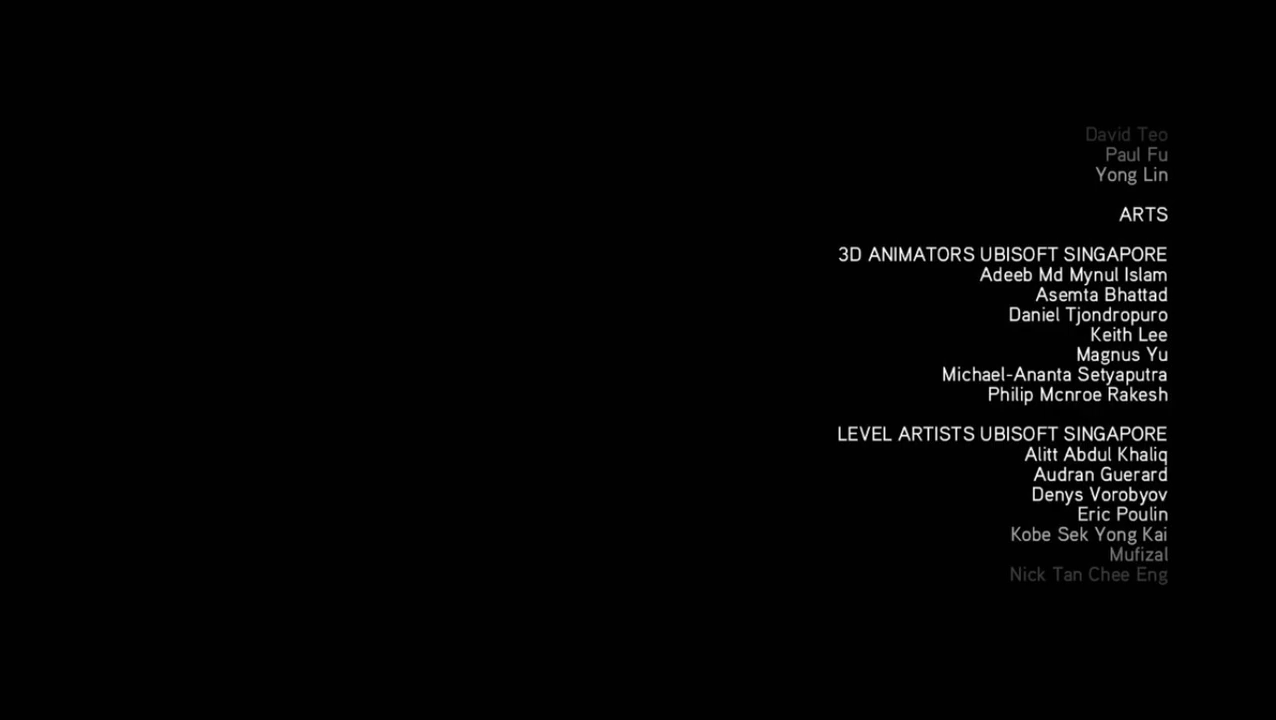 David Teo
Paul Fu
Yong Lin
ARTS
3D ANIMATORS UBISOFT SINGAPORE
Adeeb Md Mynul Islam
Asemta Bhattad
Daniel Tjondropuro
Keith Lee
Magnus Yu
Michael-Ananta Setyaputra
Philip Mcnroe Rakesh
LEVEL ARTISTS UBISOFT SINGAPORE
Alitt Abdul Khaliq
Audran Guerard
Denys Vorobyov
Eric Poulin
Kobe Sek Yong Kai
Mufizal
Nick Tan Chee Eng